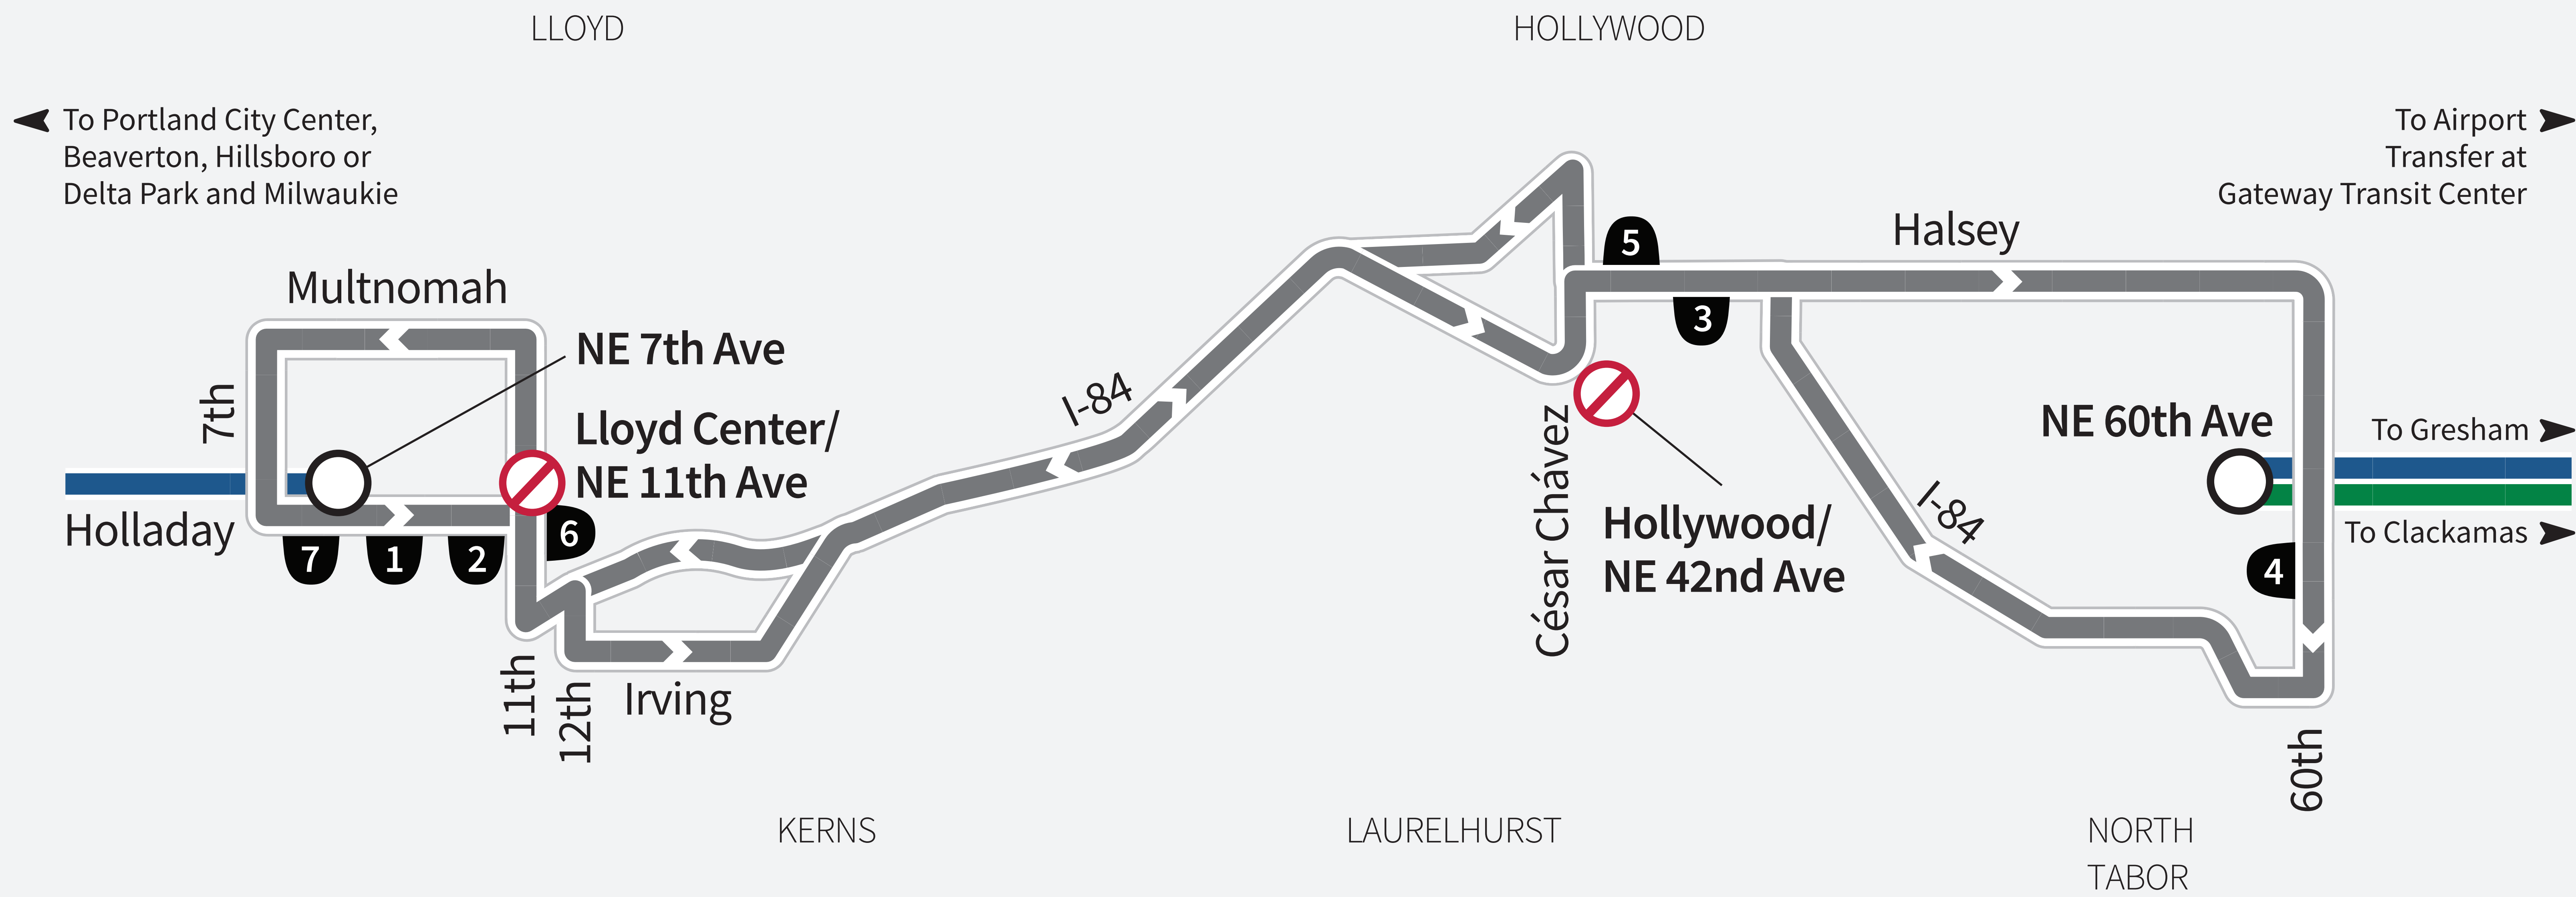 LLOYD
HOLLYWOOD
To Portland City Center,
Beaverton, Hillsboro or
Delta Park and Milwaukie
To Airport
Transfer at
Gateway Transit Center
Halsey
5
3
Multnomah
NE 7th Ave
7th
I-84
Lloyd Center/
NE 11th Ave
NE 60th Ave
To Gresham
To Clackamas
Holladay
7
1
2
6
César Chávez
Hollywood/
NE 42nd Ave
I-84
4
11th
12th
Irving
60th
KERNS
LAURELHURST
NORTH
TABOR